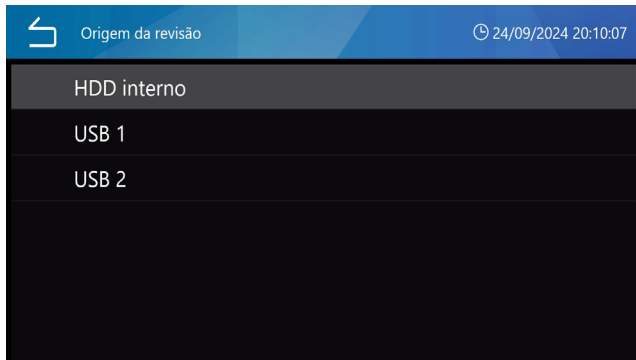 Origem da revisão
24/09/2024 20:10:07
HDD interno
USB 1
USB 2